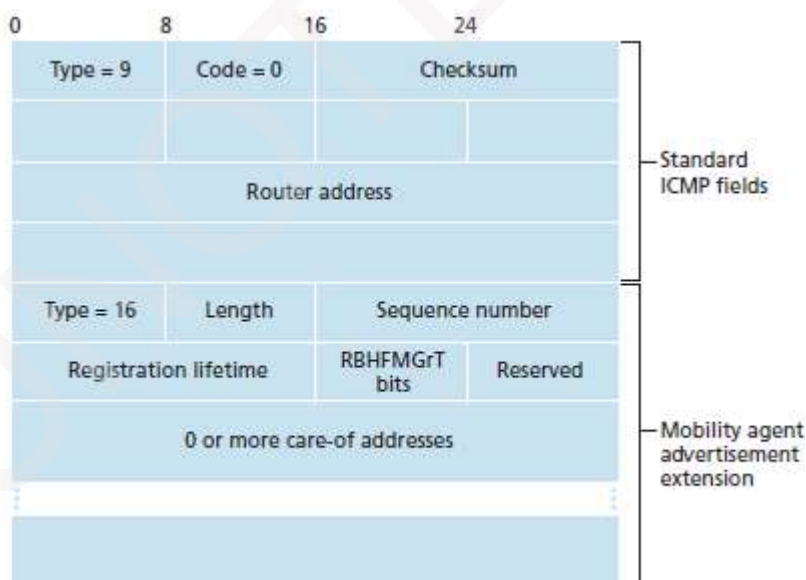 0 8 16 24
Type = 9 Code = 0 Checksum
Router address
Standard
ICMP fields
Type = 16 Length Sequence number
Registration lifetime RBHFMGrT
bits Reserved
0 or more care-of addresses
Mobility agent
advertisement
extension